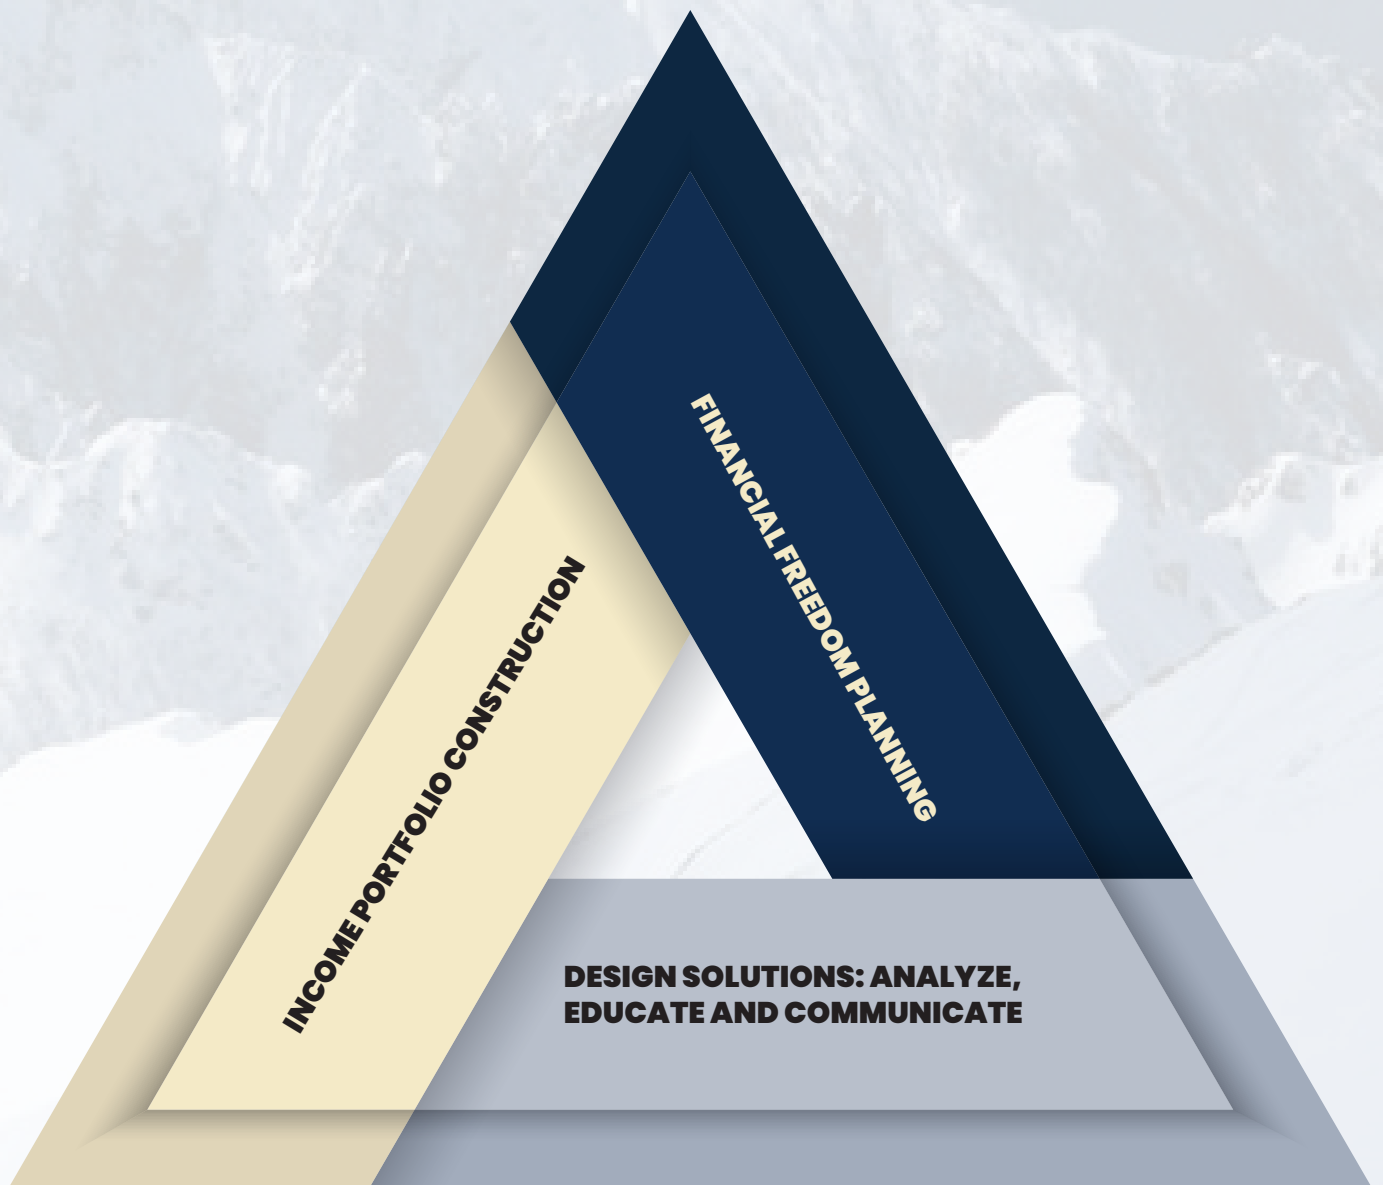 FINANCIAL FREEDOM PLANNING
INCOME PORTFOLIO CONSTRUCTION
DESIGN SOLUTIONS: ANALYZE,
EDUCATE AND COMMUNICATE